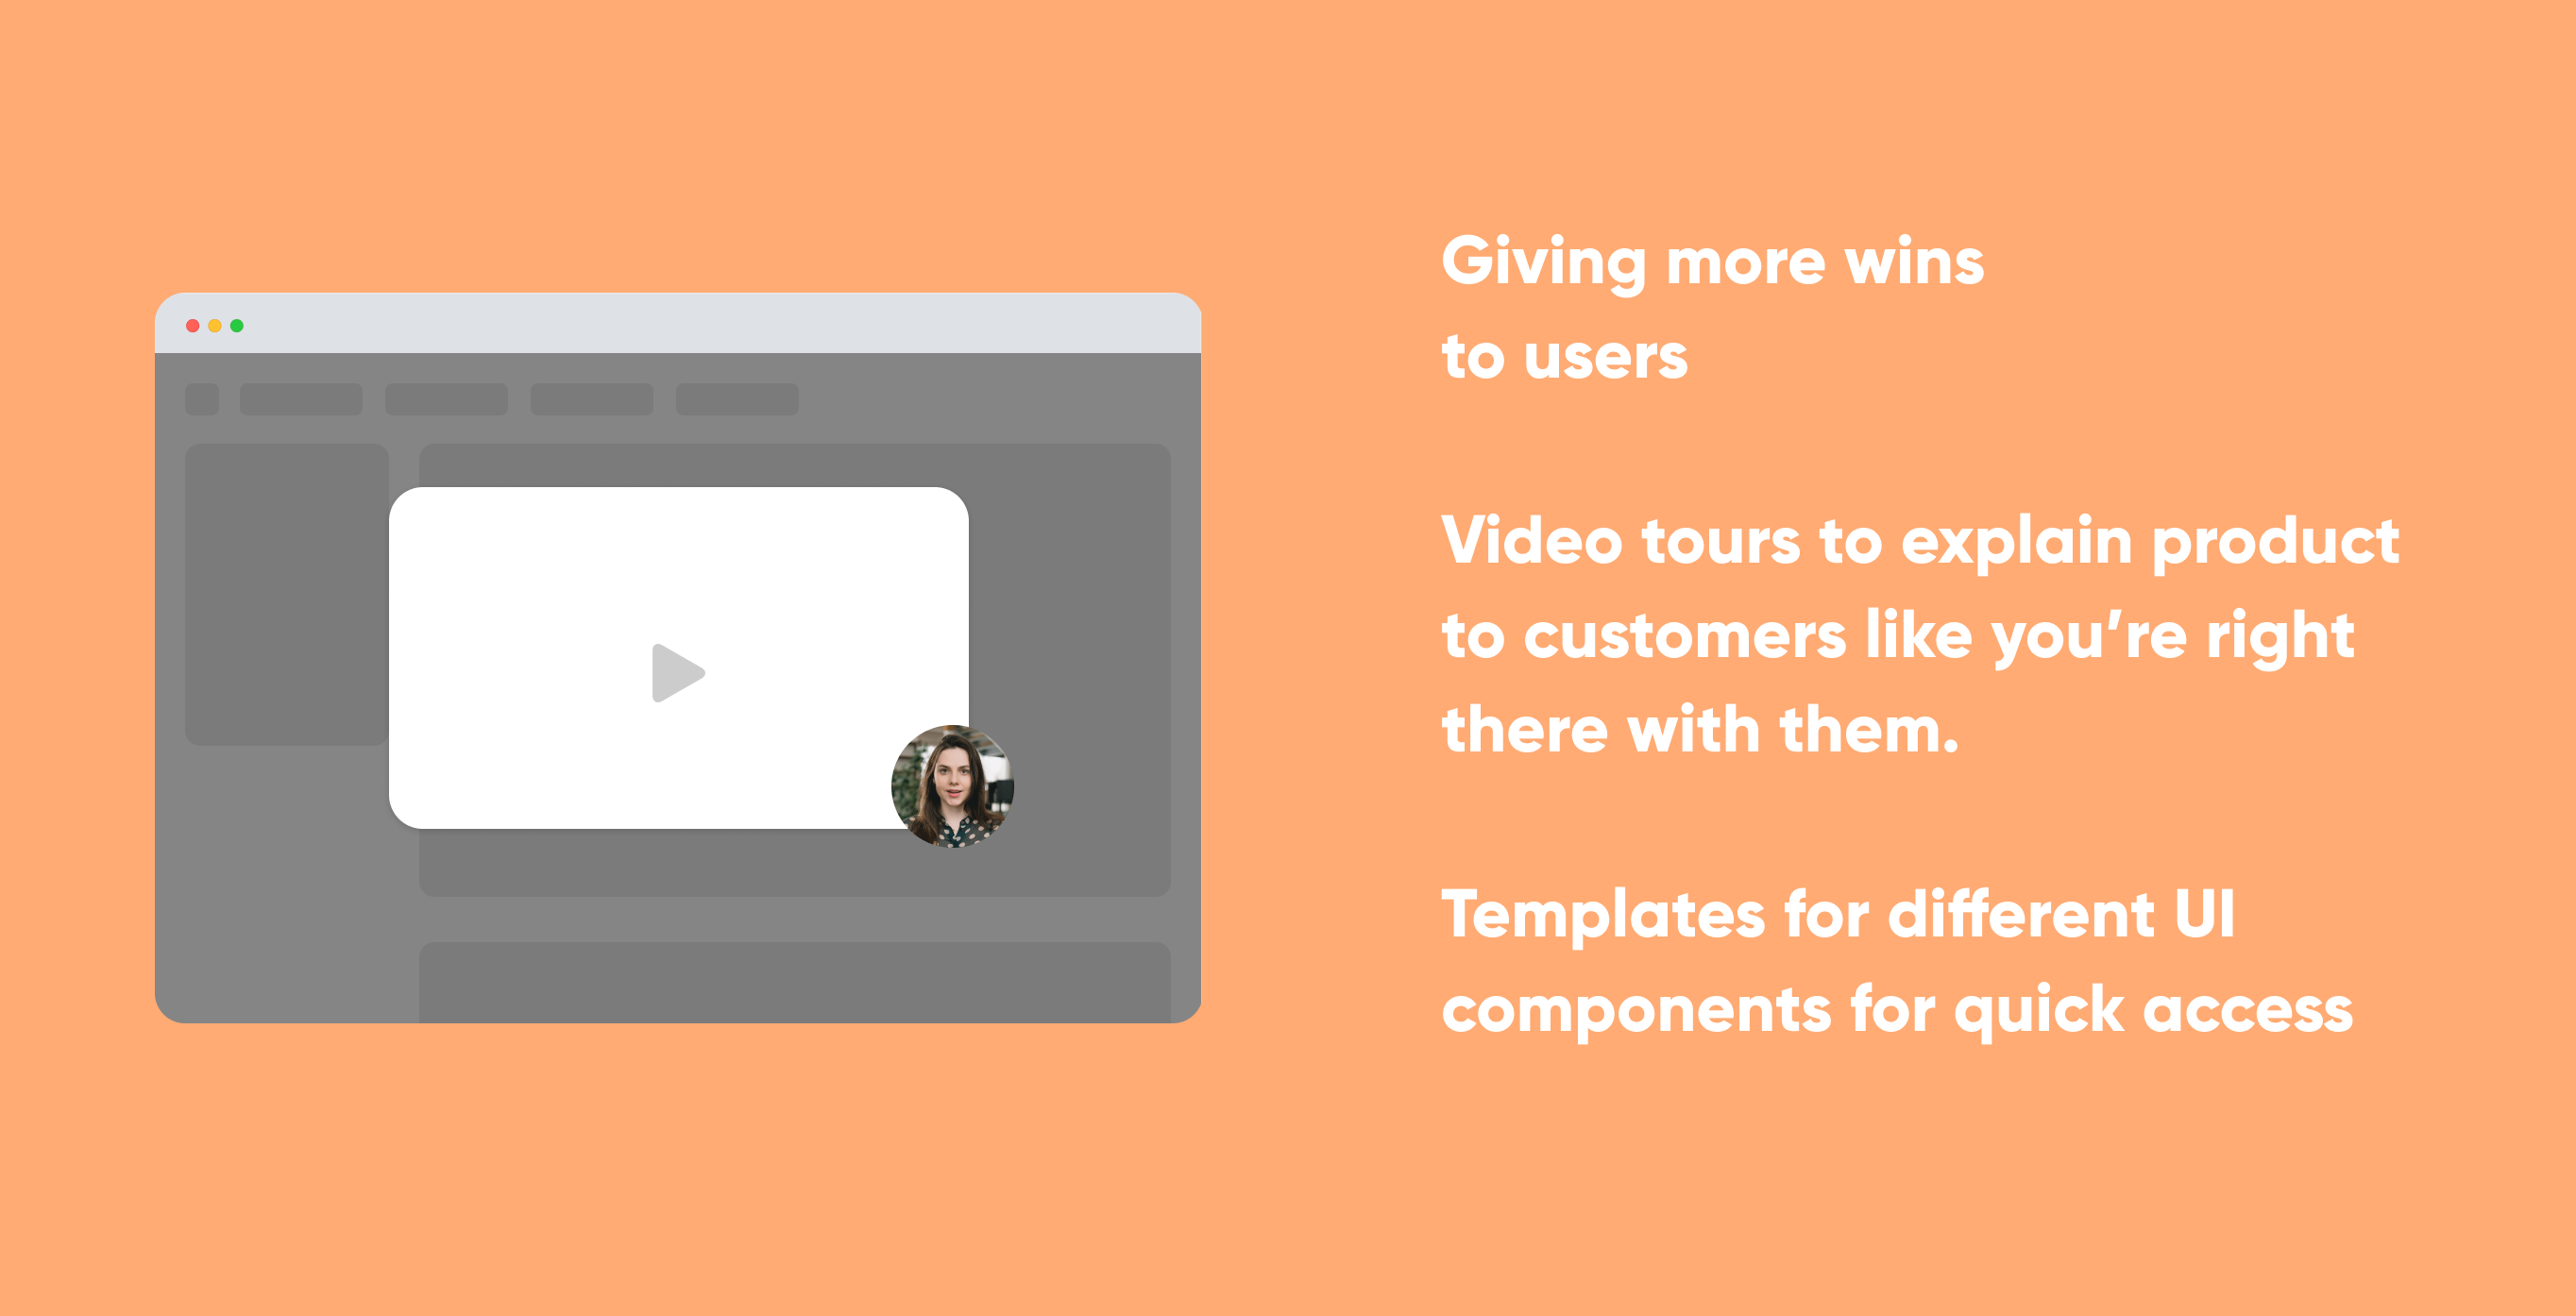 Giving more wins
to users
Video tours to explain product
to customers like you’re right
there with them.
Templates for different UI
components for quick access